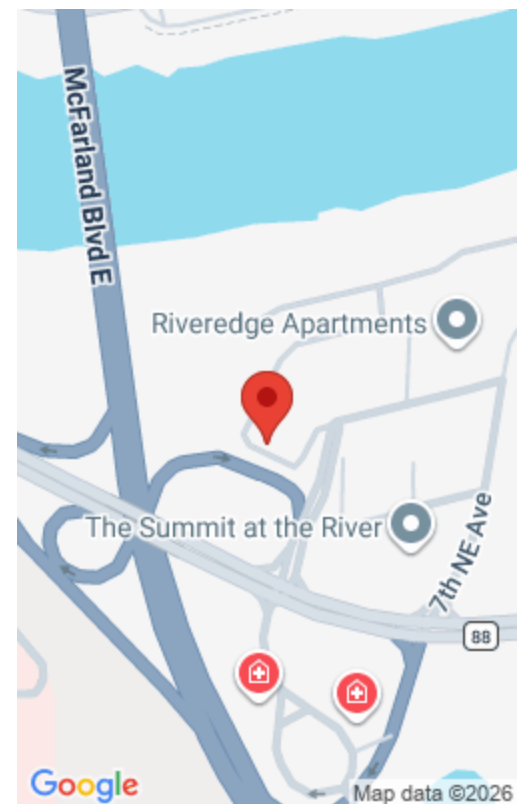 McFarland Blvd E
Riveredge Apartments
The Summit at the River
7th NE Ave
88
Google
Map data ©2026